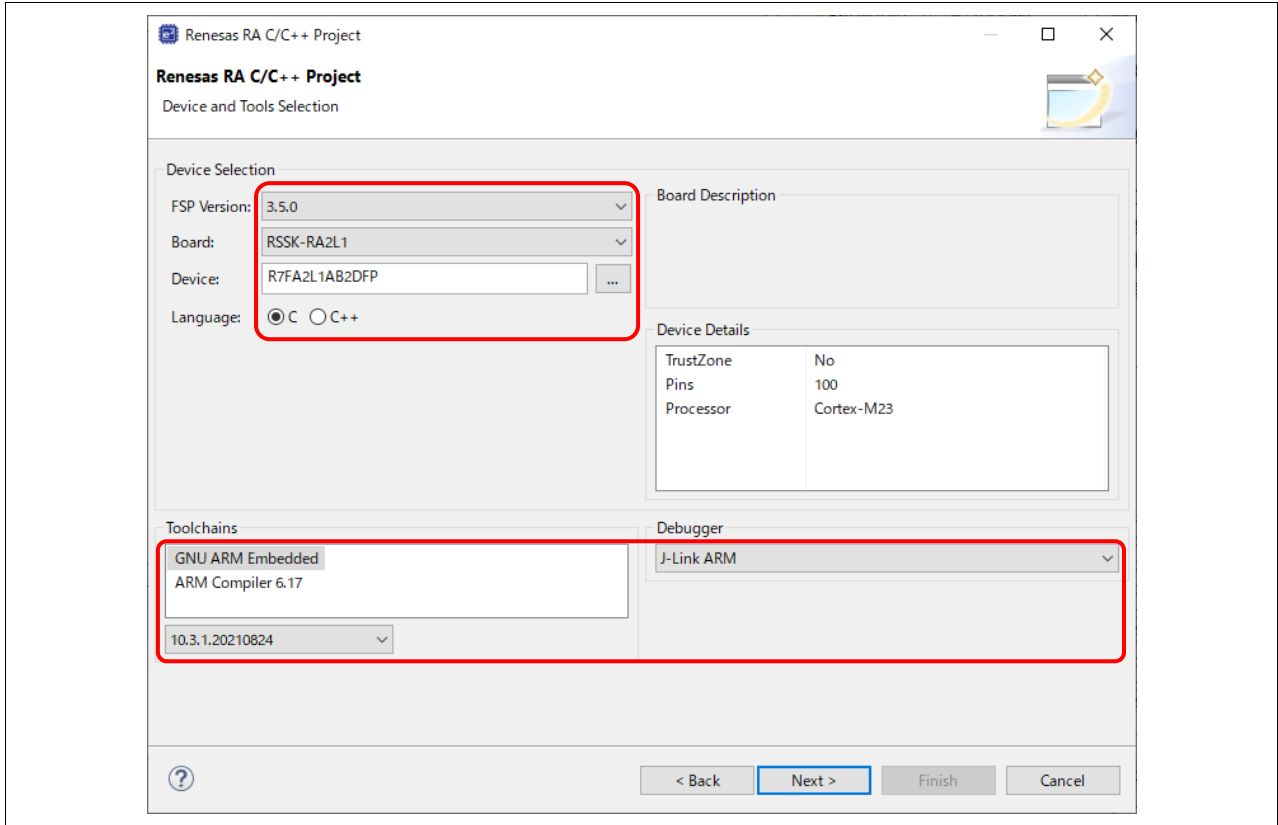 Renesas RA C/C++ Project
Renesas RA C/C++ Project
Device and Tools Selection
Device Selection
FSP Version: 3.5.0
Board: RSSK-RA2L1
Device: R7FA2L1AB2DFP ...
Language: C C++
Board Description
Device Details
TrustZone No
Pins 100
Processor Cortex-M23
Toolchains
GNU ARM Embedded
ARM Compiler 6.17
10.3.1.20210824
Debugger
J-Link ARM
?
< Back Next > Finish Cancel